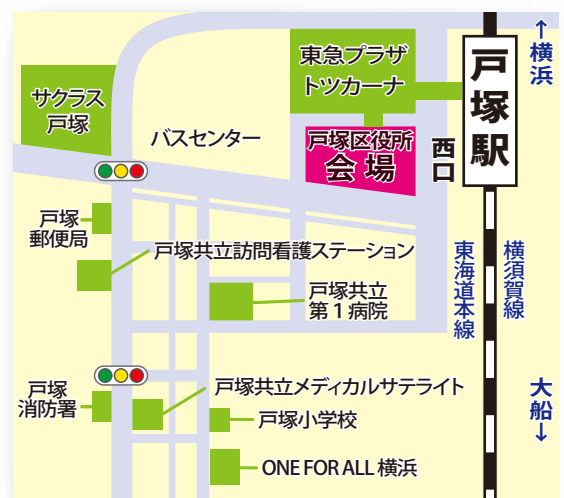 ↑横浜
東急プラザ
トツカーナ
戸塚駅
サクラス
戸塚
バスセンター
戸塚区役所
会場
西口
戸塚
郵便局
戸塚共立訪問看護ステーション
東海道本線
横須賀線
戸塚共立
第1病院
戸塚
消防署
戸塚共立メディカルサテライト
大船↓
戸塚小学校
ONE FOR ALL 横浜